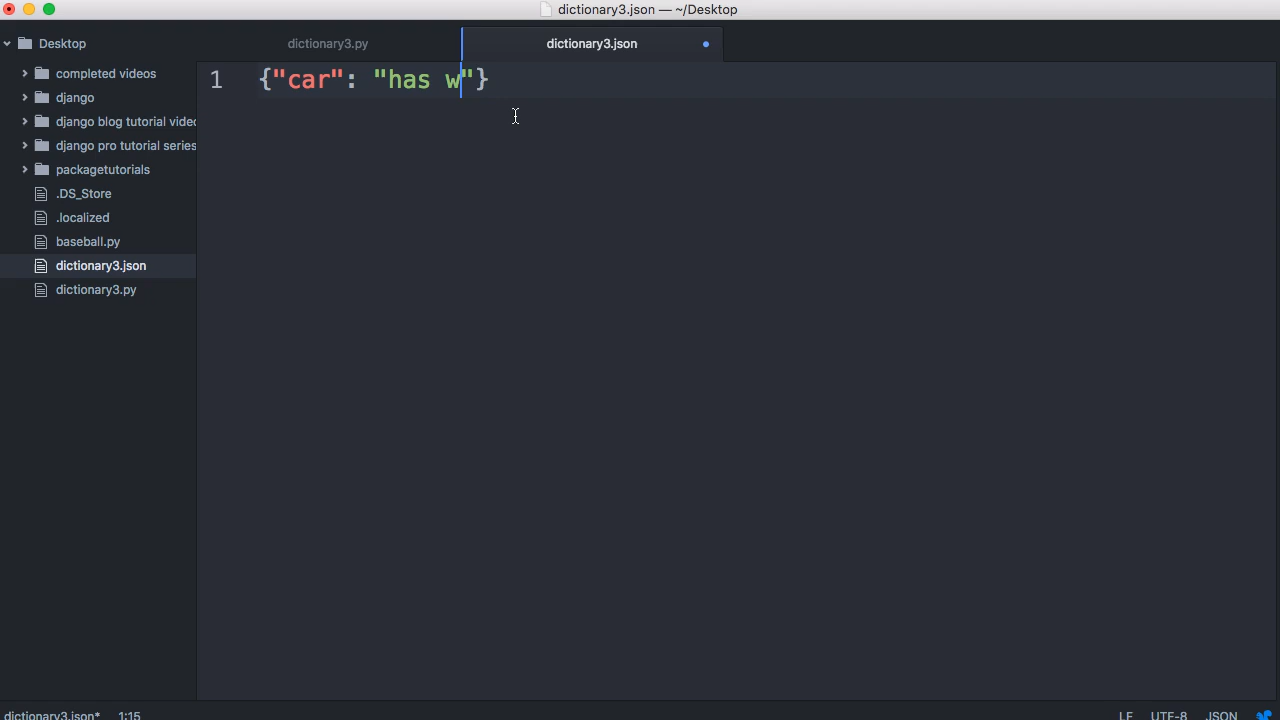 dictionary3.json — ~/Desktop
Desktop
completed videos
django
django blog tutorial vide
django pro tutorial series
packagetutorials
.DS_Store
.localized
baseball.py
dictionary3.json
dictionary3.py
dictionary3.py
dictionary3.json
1 {"car": "has w"}
dictionary3.json* 1:15
LF UTF-8 JSON